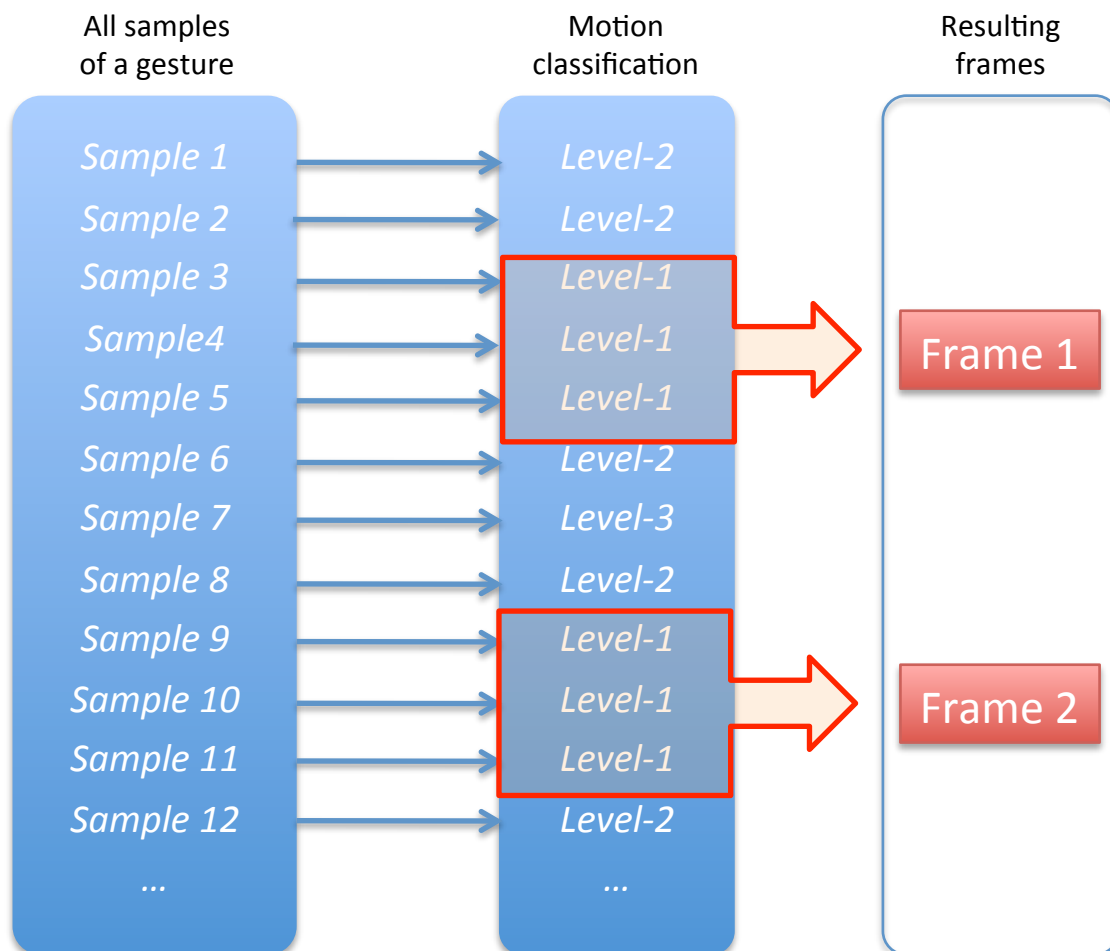 All samples
of a gesture
Sample 1
Sample 2
Sample 3
Sample4
Sample 5
Sample 6
Sample 7
Sample 8
Sample 9
Sample 10
Sample 11
Sample 12
...
Motion
classification
Level-2
Level-2
Level-1
Level-1
Level-1
Level-2
Level-3
Level-2
Level-1
Level-1
Level-1
Level-2
...
Resulting
frames
Frame 1
Frame 2